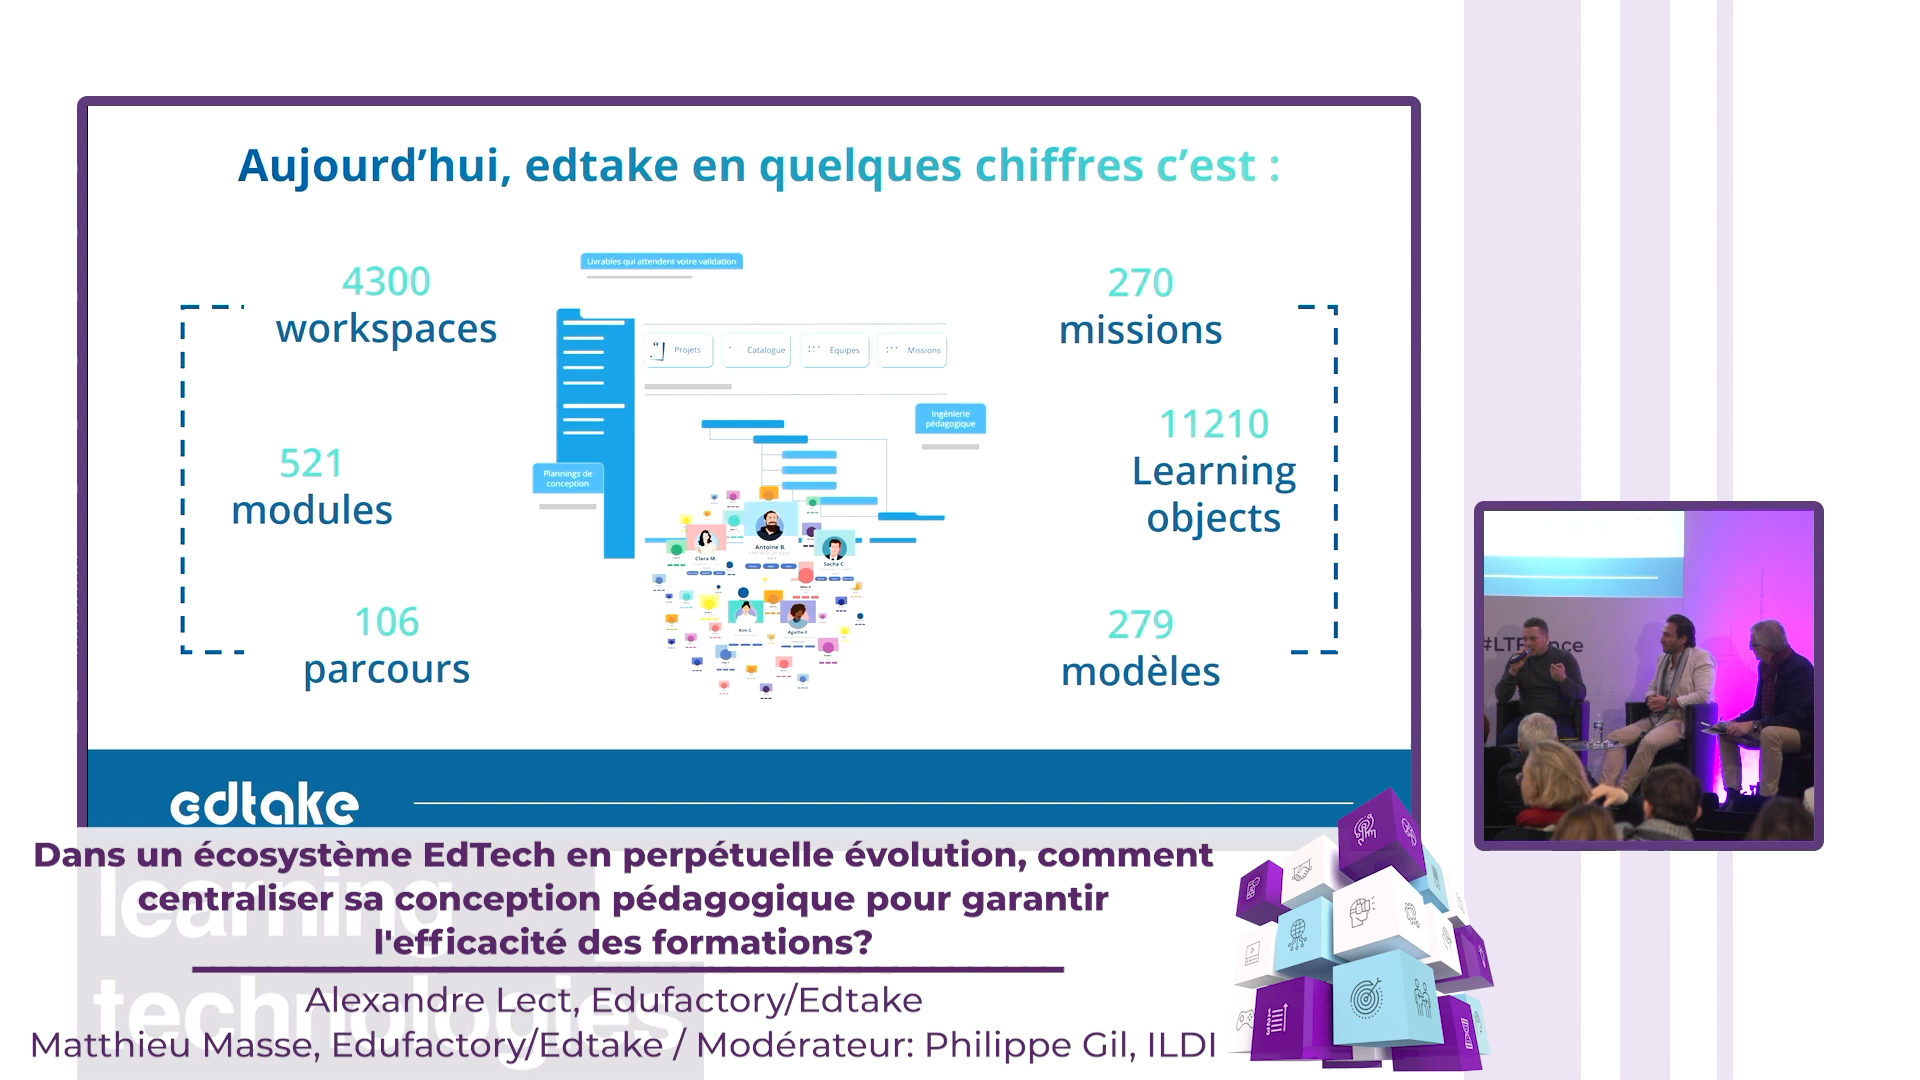 Aujourd’hui, edtake en quelques chiffres c’est :
4300
workspaces
521
modules
106
parcours
Livrables qui attendent votre validation
Projets
Catalogue
Equipes
Missions
Ingénierie
pédagogique
Plannings de
conception
Antoine B.
Clara M.
Sacha C.
Kim C.
Agathe F.
270
missions
11210
Learning
objects
279
modèles
edtake
#LTF nce
Dans un écosystème EdTech en perpétuelle évolution, comment
centraliser sa conception pédagogique pour garantir
l'efficacité des formations?
Alexandre Lect, Edufactory/Edtake
Matthieu Masse, Edufactory/Edtake / Modérateur: Philippe Gil, ILDI
learning
technologies